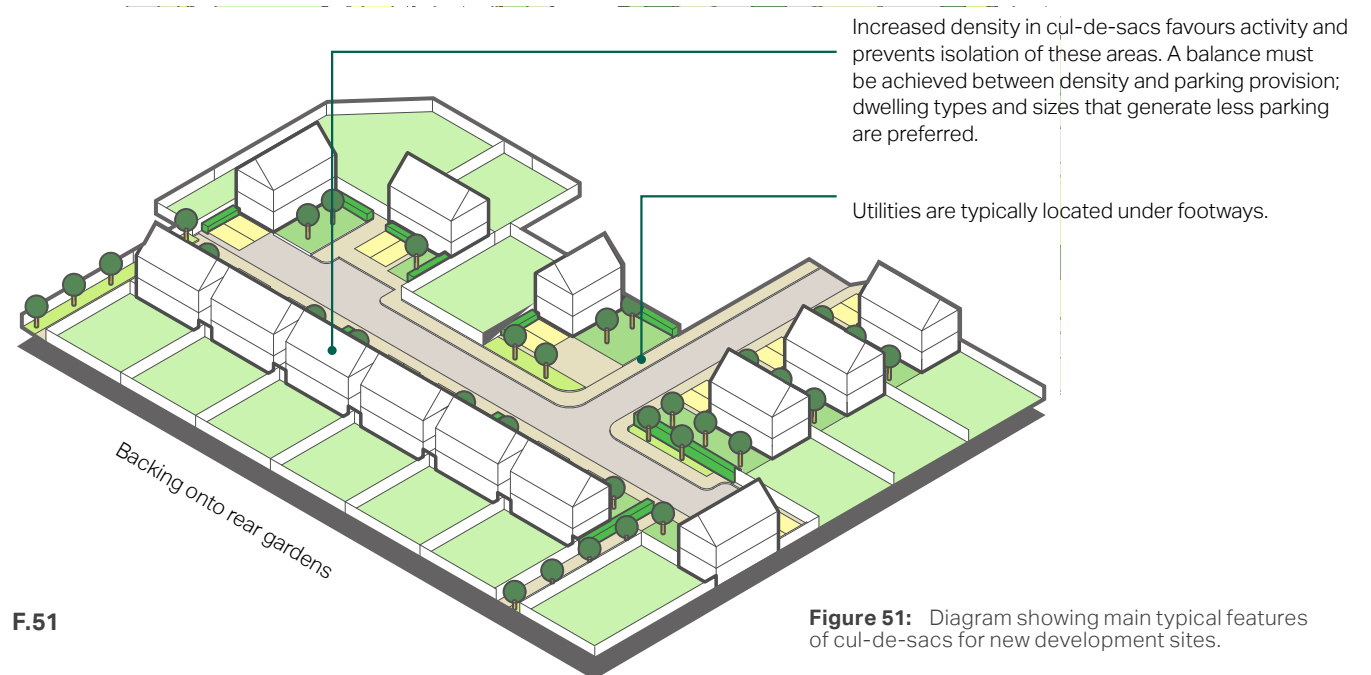 Increased density in cul-de-sacs favours activity and
prevents isolation of these areas. A balance must
be achieved between density and parking provision;
dwelling types and sizes that generate less parking
are preferred.
Utilities are typically located under footways.
Backing onto rear gardens
F.51
Figure 51: Diagram showing main typical features
of cul-de-sacs for new development sites.